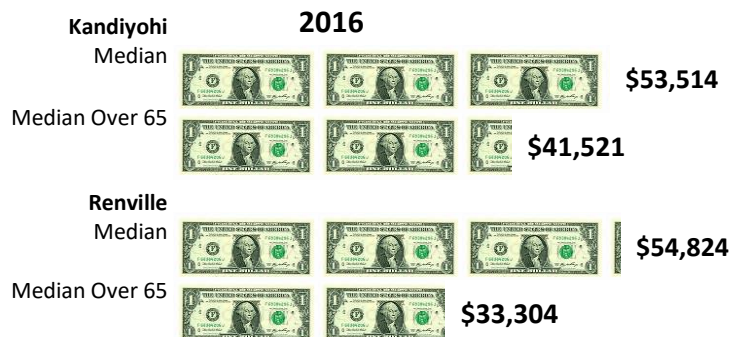 2016
Kandiyohi
Median
$53,514
Median Over 65
$41,521
Renville
Median
$54,824
Median Over 65
$33,304